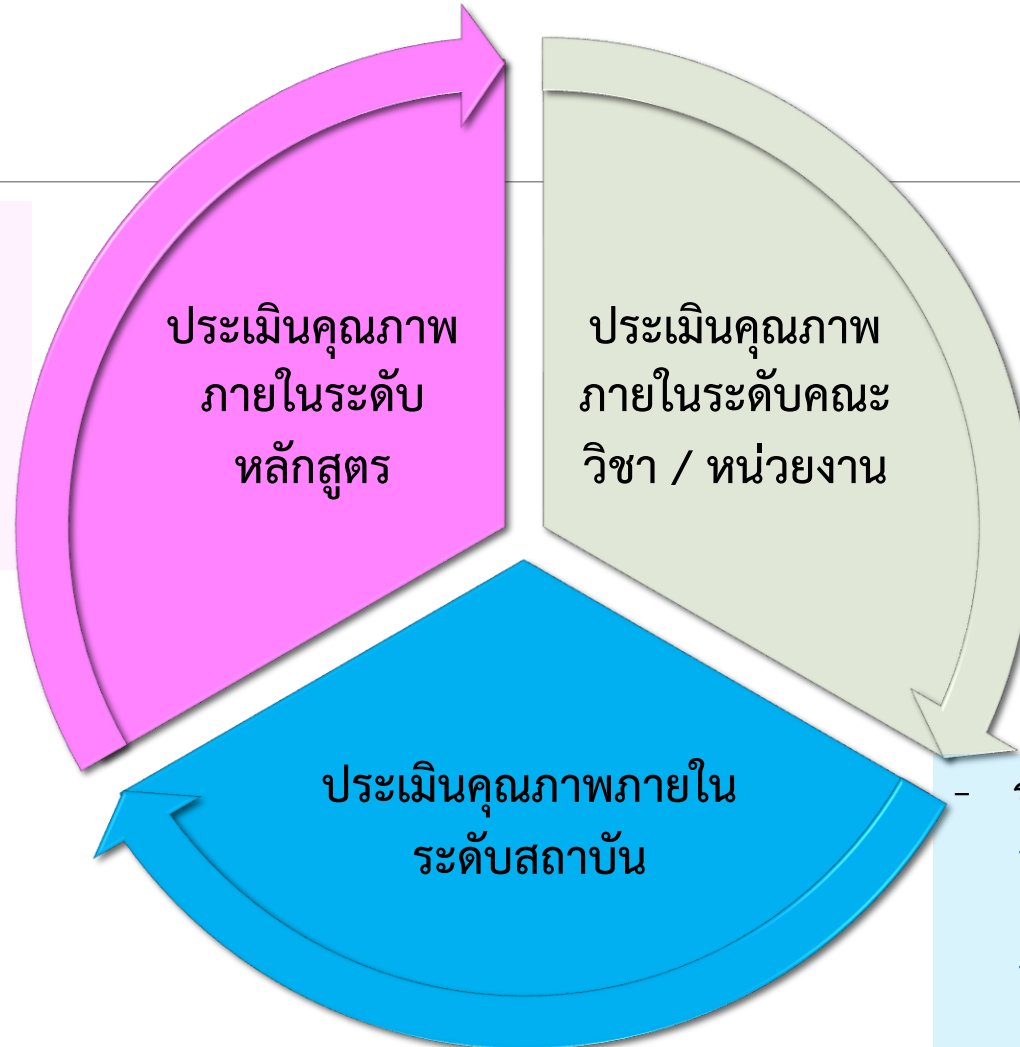 ประเมินคุณภาพ
ภายในระดับ
หลักสูตร
ประเมินคุณภาพ
ภายในระดับคณะ
วิชา / หน่วยงาน
ประเมินคุณภาพภายใน
ระดับสถาบัน
-